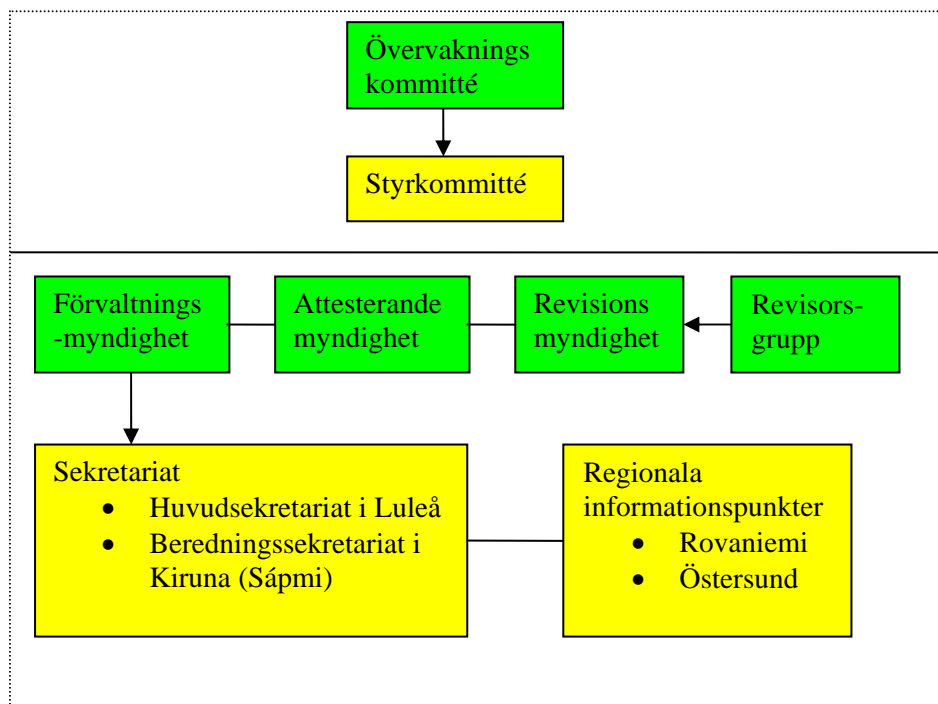 Övervaknings
kommitté
Styrkommitté
Förvaltnings
-myndighet
Attesterande
myndighet
Revisions
myndighet
Revisors-
grupp
Sekretariat
• Huvudsekretariat i Luleå
• Beredningssekretariat i
Kiruna (Sápmi)
Regionala
informationspunkter
• Rovaniemi
• Östersund